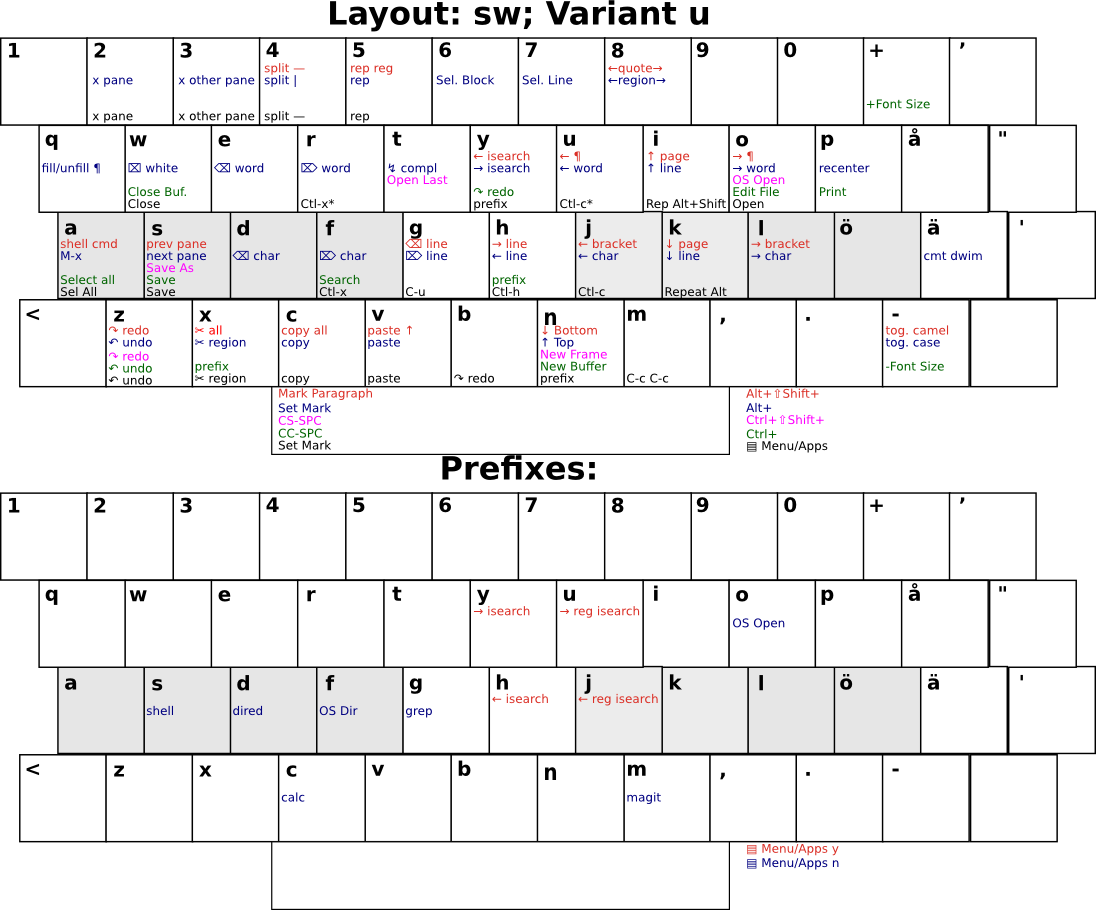 Layout: sw; Variant u
1 2 3 4 5 6 7 8 9 0 + ’
split — rep reg ←quote→
x pane x other pane split | rep Sel. Block Sel. Line ←region→
+Font Size
x pane x other pane split — rep
q w e r t y u i o p å "
← isearch ← ¶ ↑ page → ¶
fill/unfill ¶ ⌧ white ⌫ word ⌦ word ↯ compl → isearch ← word ↑ line → word recenter
Open Last OS Open
Close Buf. ↷ redo Edit File Print
Close Ctl-x* prefix Ctl-c* Rep Alt+Shift Open
a s d f g h j k l ö ä '
shell cmd prev pane ⌫ line → line ← bracket ↓ page → bracket
M-x next pane ⌫ char ⌦ char ⌦ line ← line ← char ↓ line → char cmt dwim
Save As
Select all Save Search prefix
Sel All Save Ctl-x C-u Ctl-h Ctl-c Repeat Alt
< z x c v b n m , . -
↷ redo ✂ all copy all paste ↑ ↓ Bottom tog. camel
↶ undo ✂ region copy paste ↑ Top tog. case
↷ redo New Frame
↶ undo prefix New Buffer -Font Size
↶ undo ✂ region copy paste ↷ redo prefix C-c C-c
Mark Paragraph Alt+⇧Shift+
Set Mark Alt+
CS-SPC Ctrl+⇧Shift+
CC-SPC Ctrl+
Set Mark ▤ Menu/Apps
Prefixes:
1 2 3 4 5 6 7 8 9 0 + ’
q w e r t y u i o p å "
→ isearch → reg isearch
OS Open
a s d f g h j k l ö ä '
← isearch ← reg isearch
shell dired OS Dir grep
< z x c v b n m , . -
calc magit
▤ Menu/Apps y
▤ Menu/Apps n